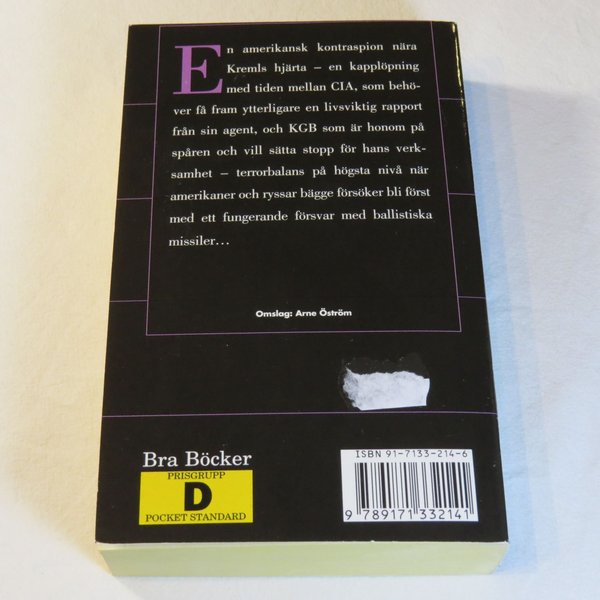 En amerikansk kontraspion nära
Kremls hjärta – en kapplöpning
med tiden mellan CIA, som behö-
ver få fram ytterligare en livsviktig rapport
från sin agent, och KGB som är honom på
spåren och vill sätta stopp för hans verk-
samhet – terrorbalans på högsta nivå när
amerikaner och ryssar bägge försöker bli först
med ett fungerande försvar med ballistiska
missiler...
Omslag: Arne Öström
Bra Böcker
PRISGRUPP
D
POCKET STANDARD
ISBN 91-7133-214-6
9 789171 332141